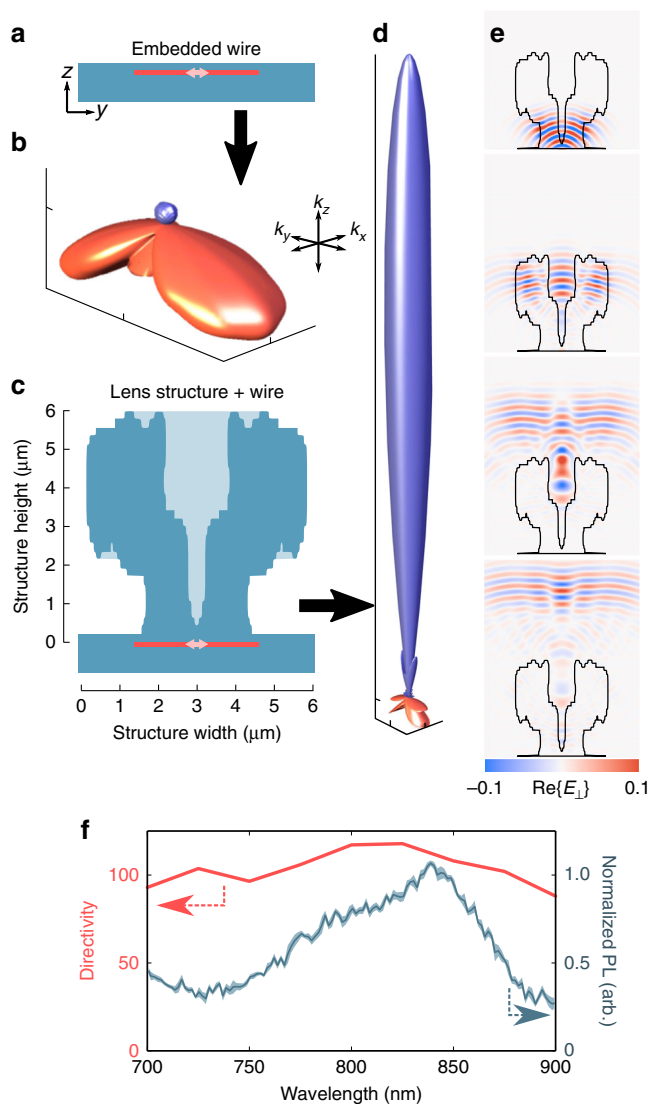 a
Embedded wire
z
y
b
k_z
k_y
k_x
c
Lens structure + wire
Structure height (μm)
6
5
4
3
2
1
0
0 1 2 3 4 5 6
Structure width (μm)
d
e
−0.1 Re{E⊥} 0.1
f
Directivity
100
50
0
Normalized PL (arb.)
1.0
0.5
0
700 750 800 850 900
Wavelength (nm)